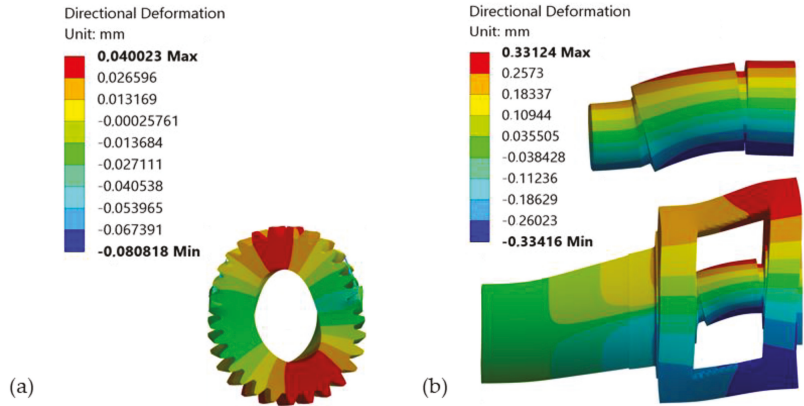 Directional Deformation
Unit: mm
0.040023 Max
0.026596
0.013169
-0.00025761
-0.013684
-0.027111
-0.040538
-0.053965
-0.067391
-0.080818 Min
(a)
Directional Deformation
Unit: mm
0.33124 Max
0.2573
0.18337
0.10944
0.035505
-0.038428
-0.11236
-0.18629
-0.26023
-0.33416 Min
(b)